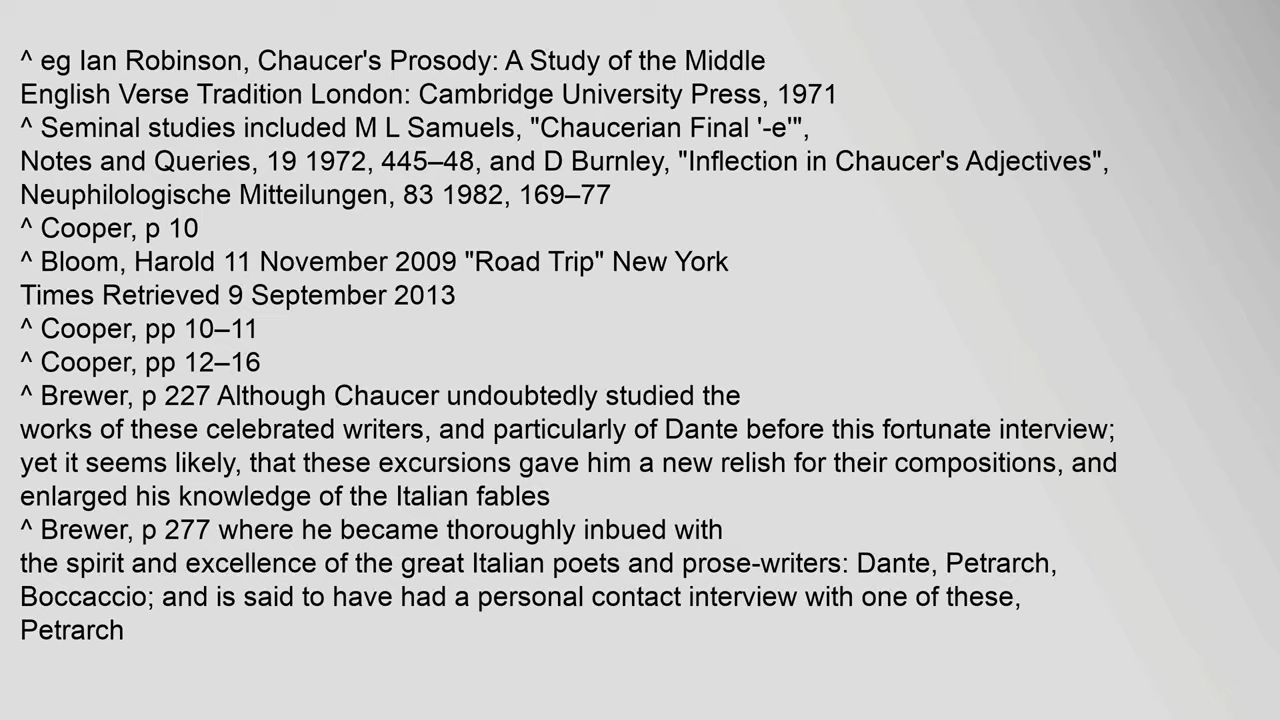 ^ eg Ian Robinson, Chaucer's Prosody: A Study of the Middle
English Verse Tradition London: Cambridge University Press, 1971
^ Seminal studies included M L Samuels, "Chaucerian Final '-e'",
Notes and Queries, 19 1972, 445–48, and D Burnley, "Inflection in Chaucer's Adjectives",
Neuphilologische Mitteilungen, 83 1982, 169–77
^ Cooper, p 10
^ Bloom, Harold 11 November 2009 "Road Trip" New York
Times Retrieved 9 September 2013
^ Cooper, pp 10–11
^ Cooper, pp 12–16
^ Brewer, p 227 Although Chaucer undoubtedly studied the
works of these celebrated writers, and particularly of Dante before this fortunate interview;
yet it seems likely, that these excursions gave him a new relish for their compositions, and
enlarged his knowledge of the Italian fables
^ Brewer, p 277 where he became thoroughly inbued with
the spirit and excellence of the great Italian poets and prose-writers: Dante, Petrarch,
Boccaccio; and is said to have had a personal contact interview with one of these,
Petrarch